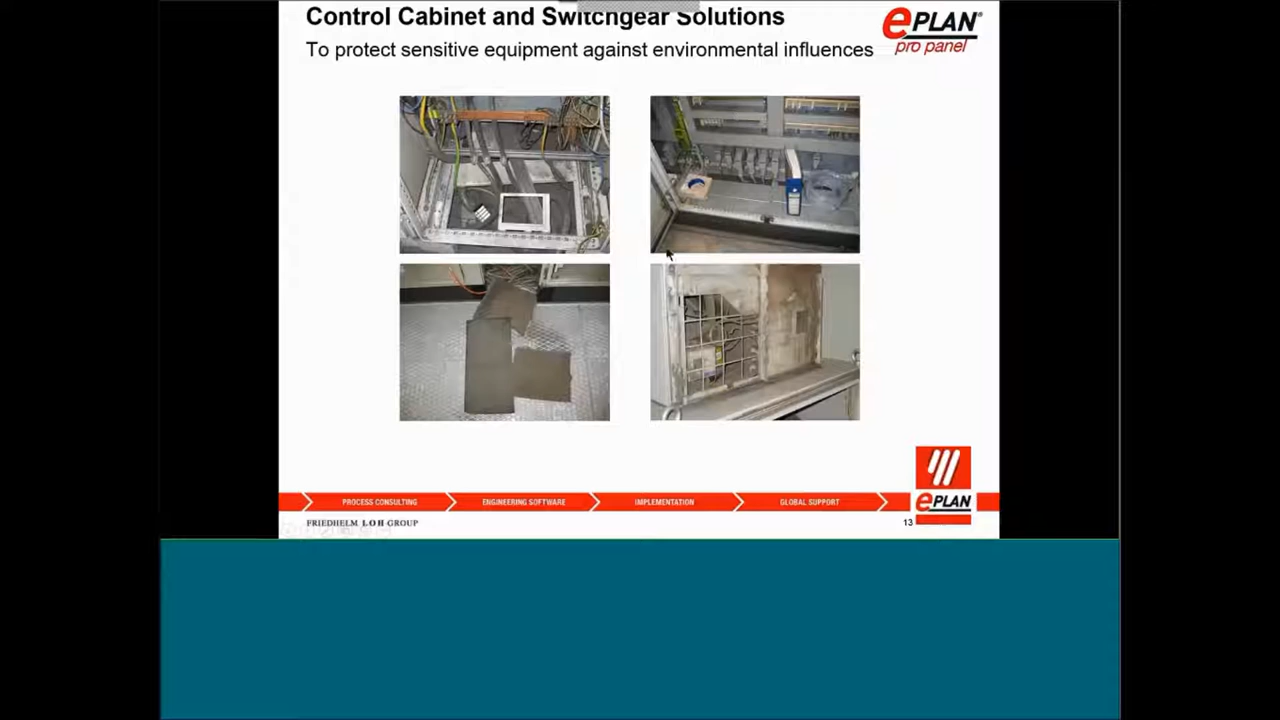 Control Cabinet and Switchgear Solutions
To protect sensitive equipment against environmental influences
ePLAN®
pro panel
PROCESS CONSULTING
ENGINEERING SOFTWARE
IMPLEMENTATION
GLOBAL SUPPORT
ePLAN
FRIEDHELM LOH GROUP
13